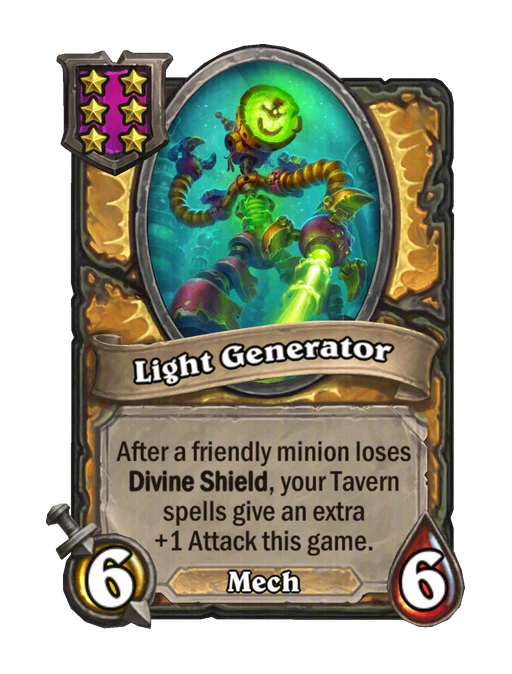 Light Generator
After a friendly minion loses
Divine Shield, your Tavern
spells give an extra
+1 Attack this game.
6
Mech
6